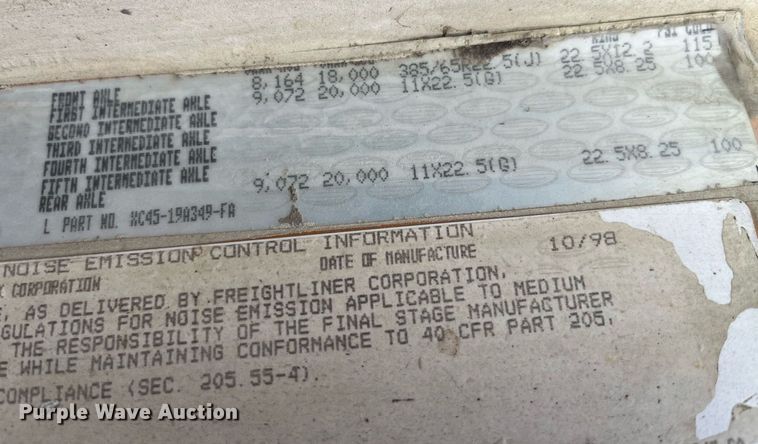 RING PSI COLD
FRONT AXLE 8,164 18,000 385/65R22.5(J) 22.5X12.2 115
FIRST INTERMEDIATE AXLE 9,072 20,000 11X22.5(G) 22.5X8.25 100
SECOND INTERMEDIATE AXLE
THIRD INTERMEDIATE AXLE
FOURTH INTERMEDIATE AXLE
FIFTH INTERMEDIATE AXLE
REAR AXLE 9,072 20,000 11X22.5(G) 22.5X8.25 100
L PART NO. XC45-19A349-FA
NOISE EMISSION CONTROL INFORMATION
CORPORATION DATE OF MANUFACTURE 10/98
AS DELIVERED BY FREIGHTLINER CORPORATION,
GULATIONS FOR NOISE EMISSION APPLICABLE TO MEDIUM
THE RESPONSIBILITY OF THE FINAL STAGE MANUFACTURER
E WHILE MAINTAINING CONFORMANCE TO 40 CFR PART 205,
COMPLIANCE (SEC. 205.55-4).
Purple Wave Auction